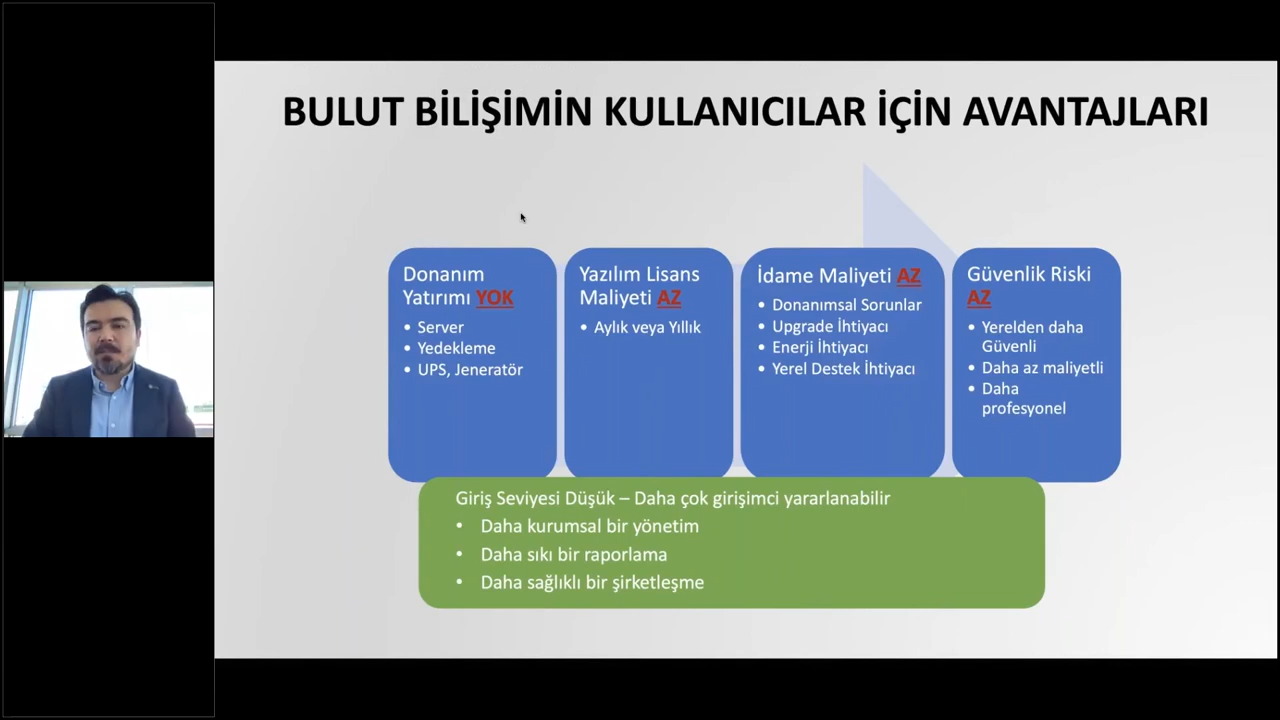 BULUT BİLİŞİMİN KULLANICILAR İÇİN AVANTAJLARI
Donanım
Yatırımı YOK
• Server
• Yedekleme
• UPS, Jeneratör
Yazılım Lisans
Maliyeti AZ
• Aylık veya Yıllık
İdame Maliyeti AZ
• Donanımsal Sorunlar
• Upgrade İhtiyacı
• Enerji İhtiyacı
• Yerel Destek İhtiyacı
Güvenlik Riski
AZ
• Yerelden daha
Güvenli
• Daha az maliyetli
• Daha
profesyonel
Giriş Seviyesi Düşük – Daha çok girişimci yararlanabilir
• Daha kurumsal bir yönetim
• Daha sıkı bir raporlama
• Daha sağlıklı bir şirketleşme